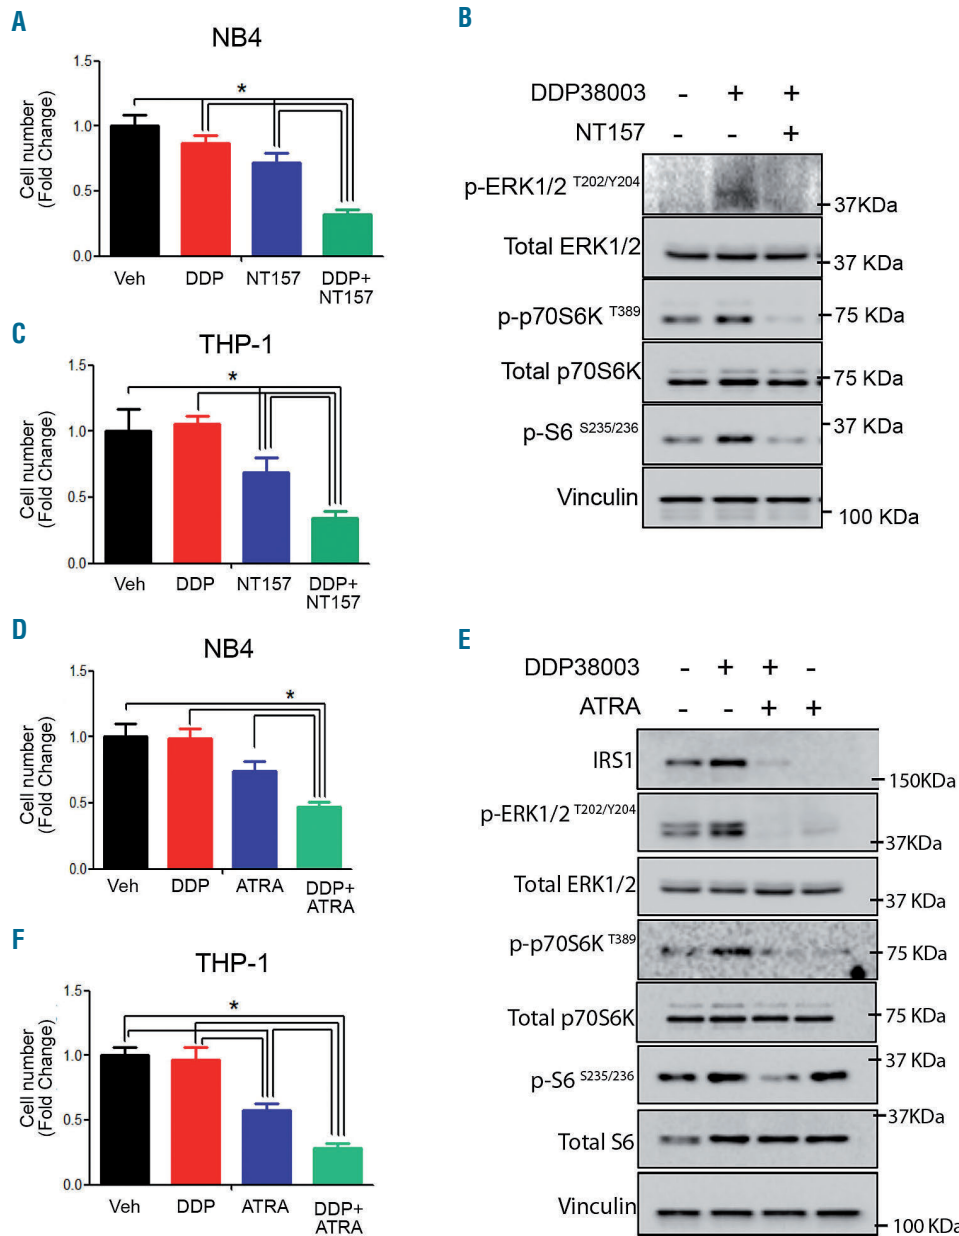 A
NB4
Cell number
(Fold Change)
1.5
1.0
0.5
0.0
*
Veh DDP NT157 DDP+
NT157
B
DDP38003 - + +
NT157 - - +
p-ERK1/2 T202/Y204
37KDa
Total ERK1/2
37 KDa
p-p70S6K T389
75 KDa
Total p70S6K
75 KDa
p-S6 S235/236
37 KDa
Vinculin
100 KDa
C
THP-1
Cell number
(Fold Change)
1.5
1.0
0.5
0.0
*
Veh DDP NT157 DDP+
NT157
D
NB4
Cell number
(Fold Change)
1.5
1.0
0.5
0.0
*
Veh DDP ATRA DDP+
ATRA
E
DDP38003 - + + -
ATRA - - + +
IRS1
150KDa
p-ERK1/2 T202/Y204
37KDa
Total ERK1/2
37 KDa
p-p70S6K T389
75 KDa
Total p70S6K
75 KDa
p-S6 S235/236
37 KDa
Total S6
37KDa
Vinculin
100 KDa
F
THP-1
Cell number
(Fold Change)
1.5
1.0
0.5
0.0
*
Veh DDP ATRA DDP+
ATRA